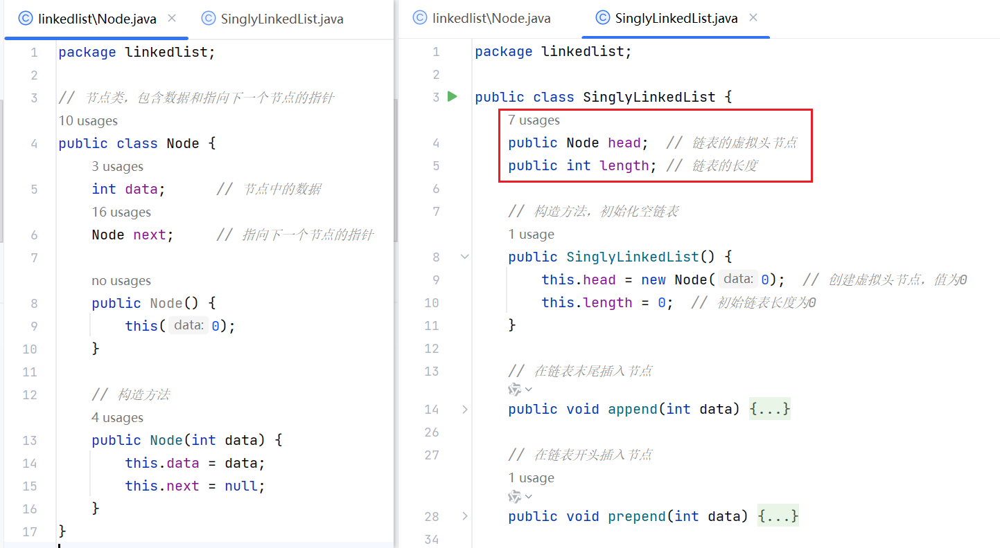 linkedlist\Node.java SinglyLinkedList.java
1 package linkedlist;
2
3 // 节点类，包含数据和指向下一个节点的指针
10 usages
4 public class Node {
3 usages
5 int data; // 节点中的数据
16 usages
6 Node next; // 指向下一个节点的指针
7
no usages
8 public Node() {
9 this( data: 0);
10 }
11
12 // 构造方法
4 usages
13 public Node(int data) {
14 this.data = data;
15 this.next = null;
16 }
17 }
linkedlist\Node.java SinglyLinkedList.java
1 package linkedlist;
2
3 public class SinglyLinkedList {
7 usages
4 public Node head; // 链表的虚拟头节点
5 public int length; // 链表的长度
6
7 // 构造方法，初始化空链表
1 usage
8 public SinglyLinkedList() {
9 this.head = new Node( data: 0); // 创建虚拟头节点，值为0
10 this.length = 0; // 初始链表长度为0
11 }
12
13 // 在链表末尾插入节点
14 public void append(int data) {...}
26
27 // 在链表开头插入节点
1 usage
28 public void prepend(int data) {...}
34